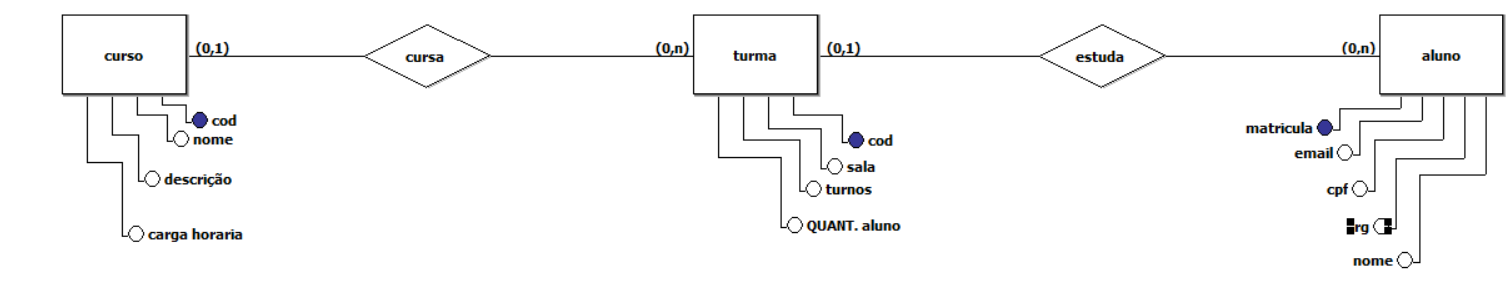 curso
(0,1)
cursa
(0,n)
turma
(0,1)
estuda
(0,n)
aluno
cod
nome
descrição
carga horaria
cod
sala
turnos
QUANT. aluno
matricula
email
cpf
rg
nome